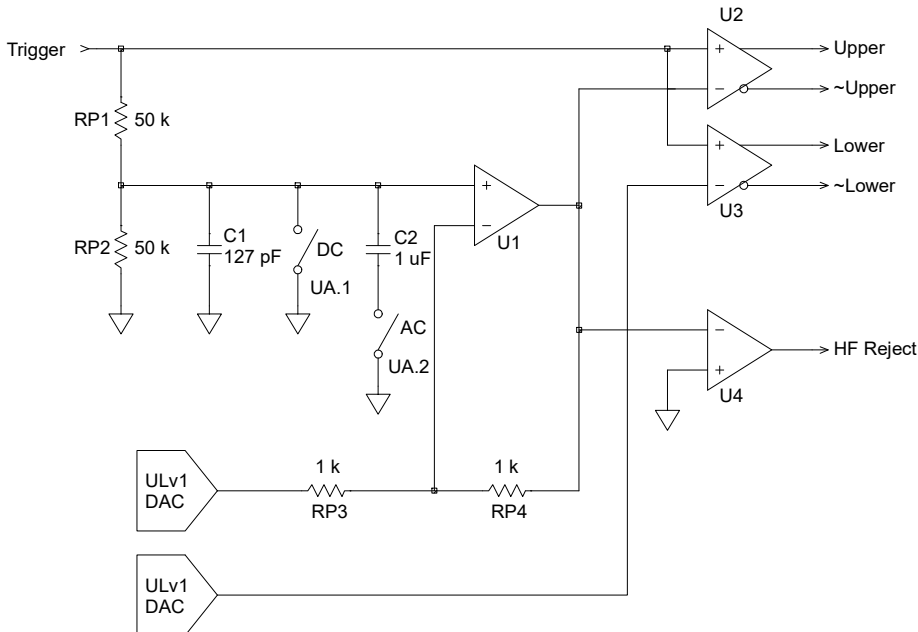 U2
Trigger
+
Upper
−
~Upper
RP1
50 k
+
Lower
−
~Lower
U3
+
−
U1
RP2
50 k
C1
127 pF
DC
UA.1
C2
1 uF
AC
UA.2
−
+
HF Reject
U4
1 k
1 k
ULv1
DAC
RP3
RP4
ULv1
DAC